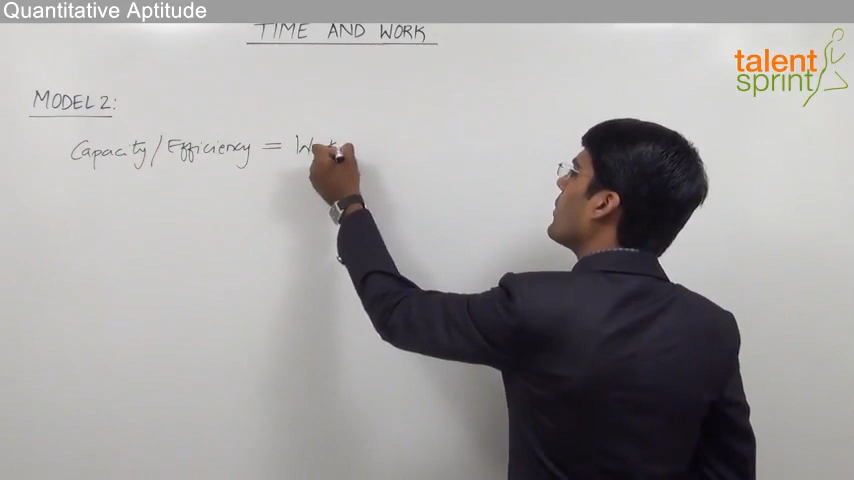 Quantitative Aptitude
TIME AND WORK
talent
sprint
MODEL 2:
Capacity/Efficiency =